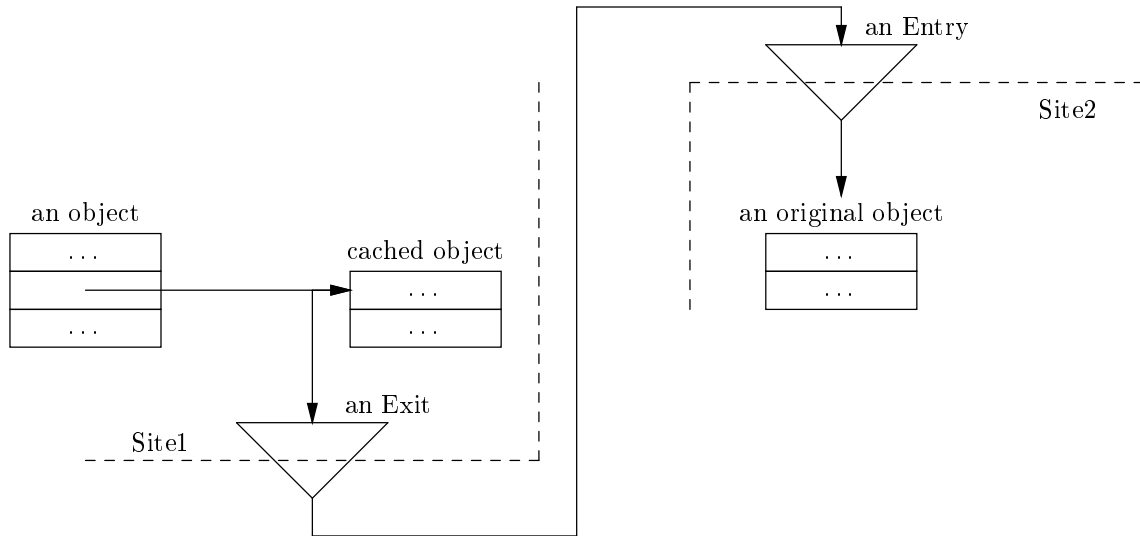 an Entry
Site2
an object
. . .
. . .
cached object
. . .
. . .
an original object
. . .
. . .
an Exit
Site1